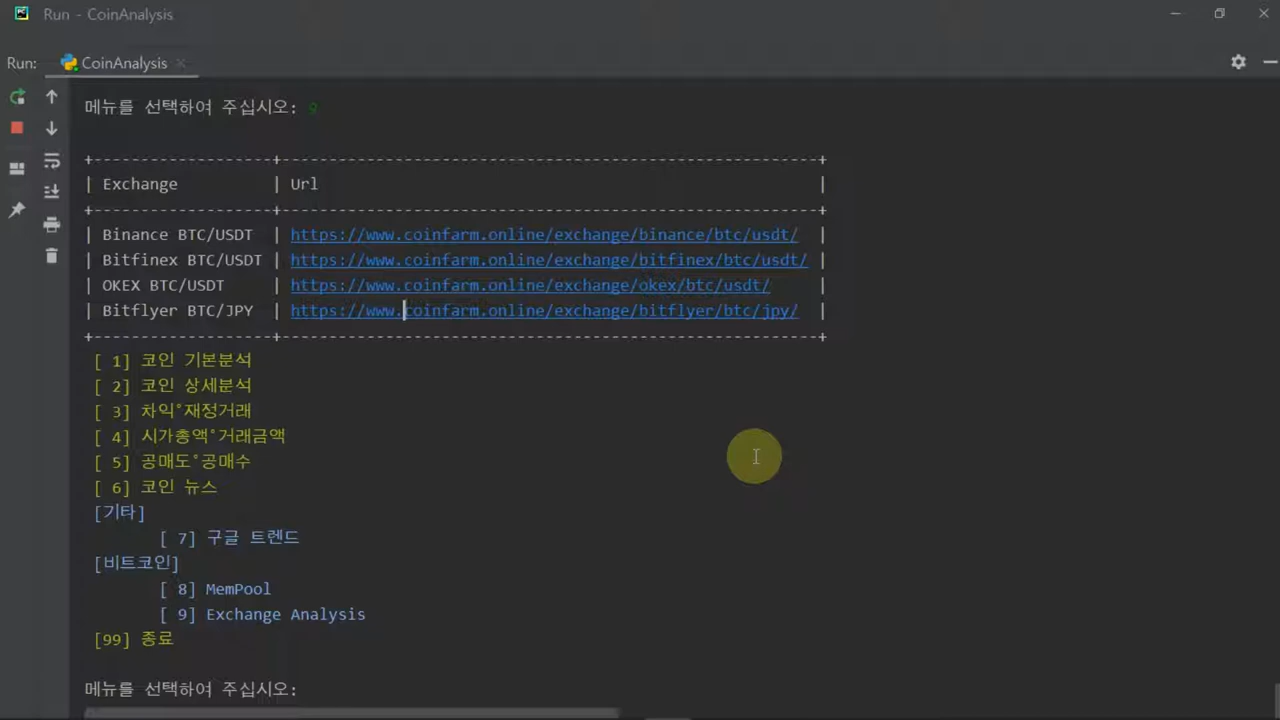 Run - CoinAnalysis
Run: CoinAnalysis
메뉴를 선택하여 주십시오: 9
+--------------------+----------------------------------------------------------+
| Exchange | Url |
+--------------------+----------------------------------------------------------+
| Binance BTC/USDT | https://www.coinfarm.online/exchange/binance/btc/usdt/ |
| Bitfinex BTC/USDT | https://www.coinfarm.online/exchange/bitfinex/btc/usdt/ |
| OKEX BTC/USDT | https://www.coinfarm.online/exchange/okex/btc/usdt/ |
| Bitflyer BTC/JPY | https://www.coinfarm.online/exchange/bitflyer/btc/jpy/ |
+--------------------+----------------------------------------------------------+
[ 1] 코인 기본분석
[ 2] 코인 상세분석
[ 3] 차익°재정거래
[ 4] 시가총액°거래금액
[ 5] 공매도°공매수
[ 6] 코인 뉴스
[기타]
[ 7] 구글 트렌드
[비트코인]
[ 8] MemPool
[ 9] Exchange Analysis
[99] 종료
메뉴를 선택하여 주십시오: